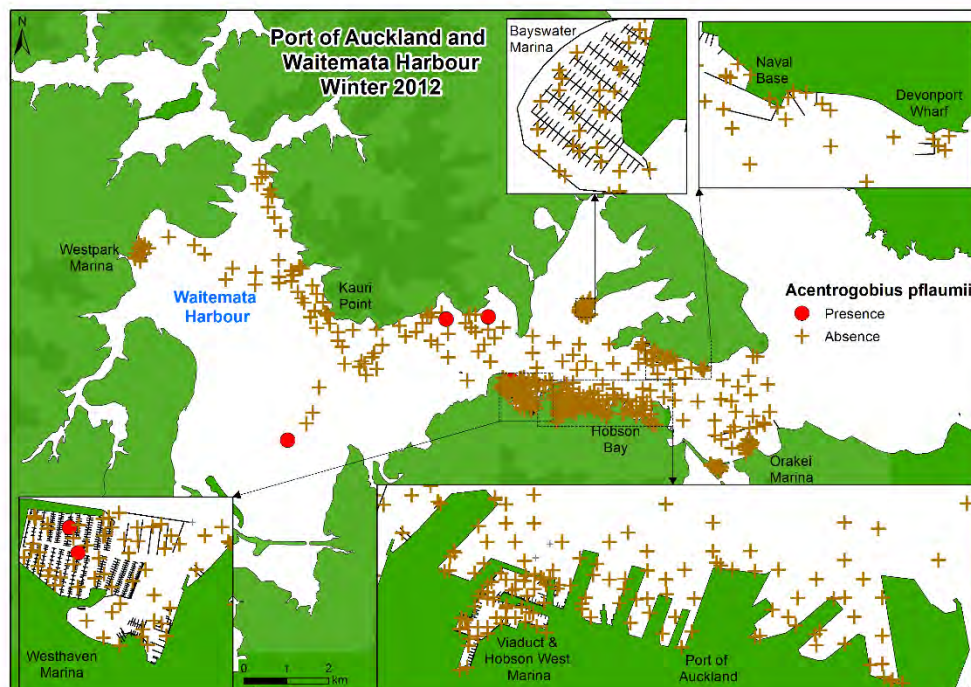 N
Port of Auckland and
Waitemata Harbour
Winter 2012
Bayswater
Marina
Naval
Base
Devonport
Wharf
Westpark
Marina
Waitemata
Harbour
Kauri
Point
Acentrogobius pflaumii
Presence
Absence
Hobson
Bay
Orakei
Marina
Westhaven
Marina
0 1 2
km
Viaduct &
Hobson West
Marina
Port of
Auckland